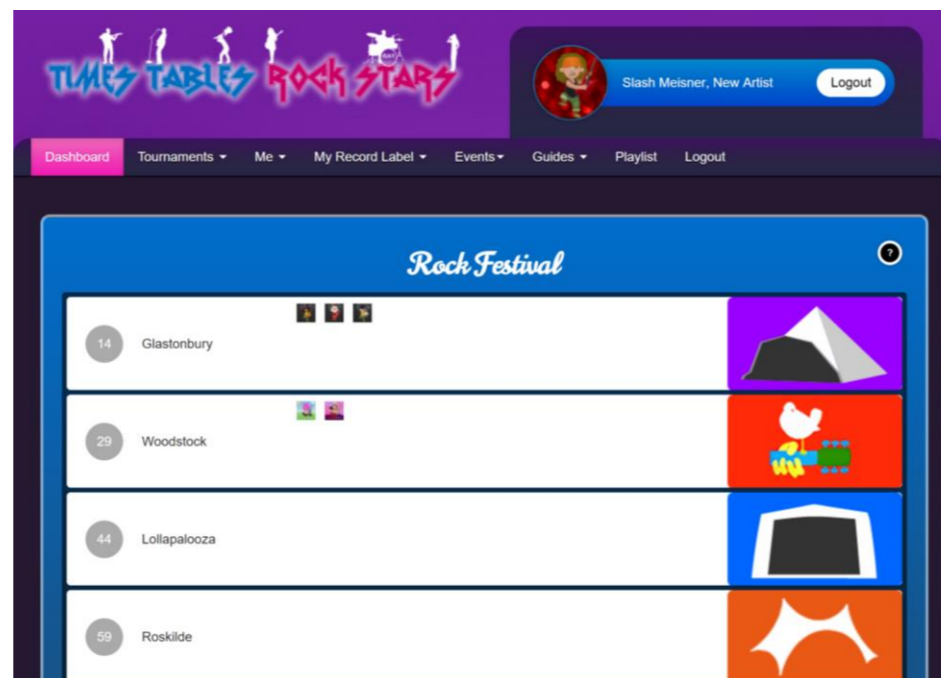 TIMES TABLES ROCK STARS
Slash Meisner, New Artist
Logout
Dashboard Tournaments Me My Record Label Events Guides Playlist Logout
Rock Festival
?
14 Glastonbury
29 Woodstock
44 Lollapalooza
59 Roskilde